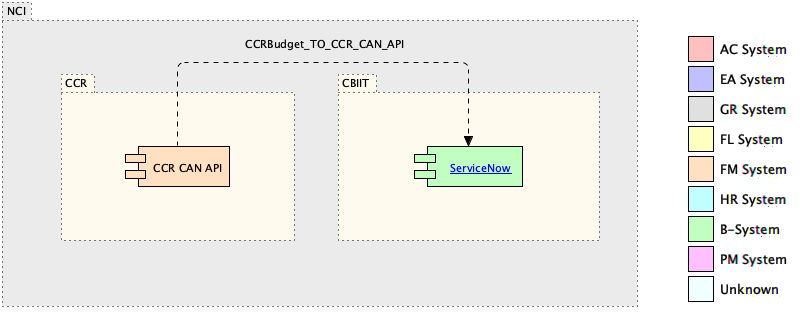 NCI
CCRBudget_TO_CCR_CAN_API
CCR
CBIIT
CCR CAN API
ServiceNow
AC System
EA System
GR System
FL System
FM System
HR System
B-System
PM System
Unknown